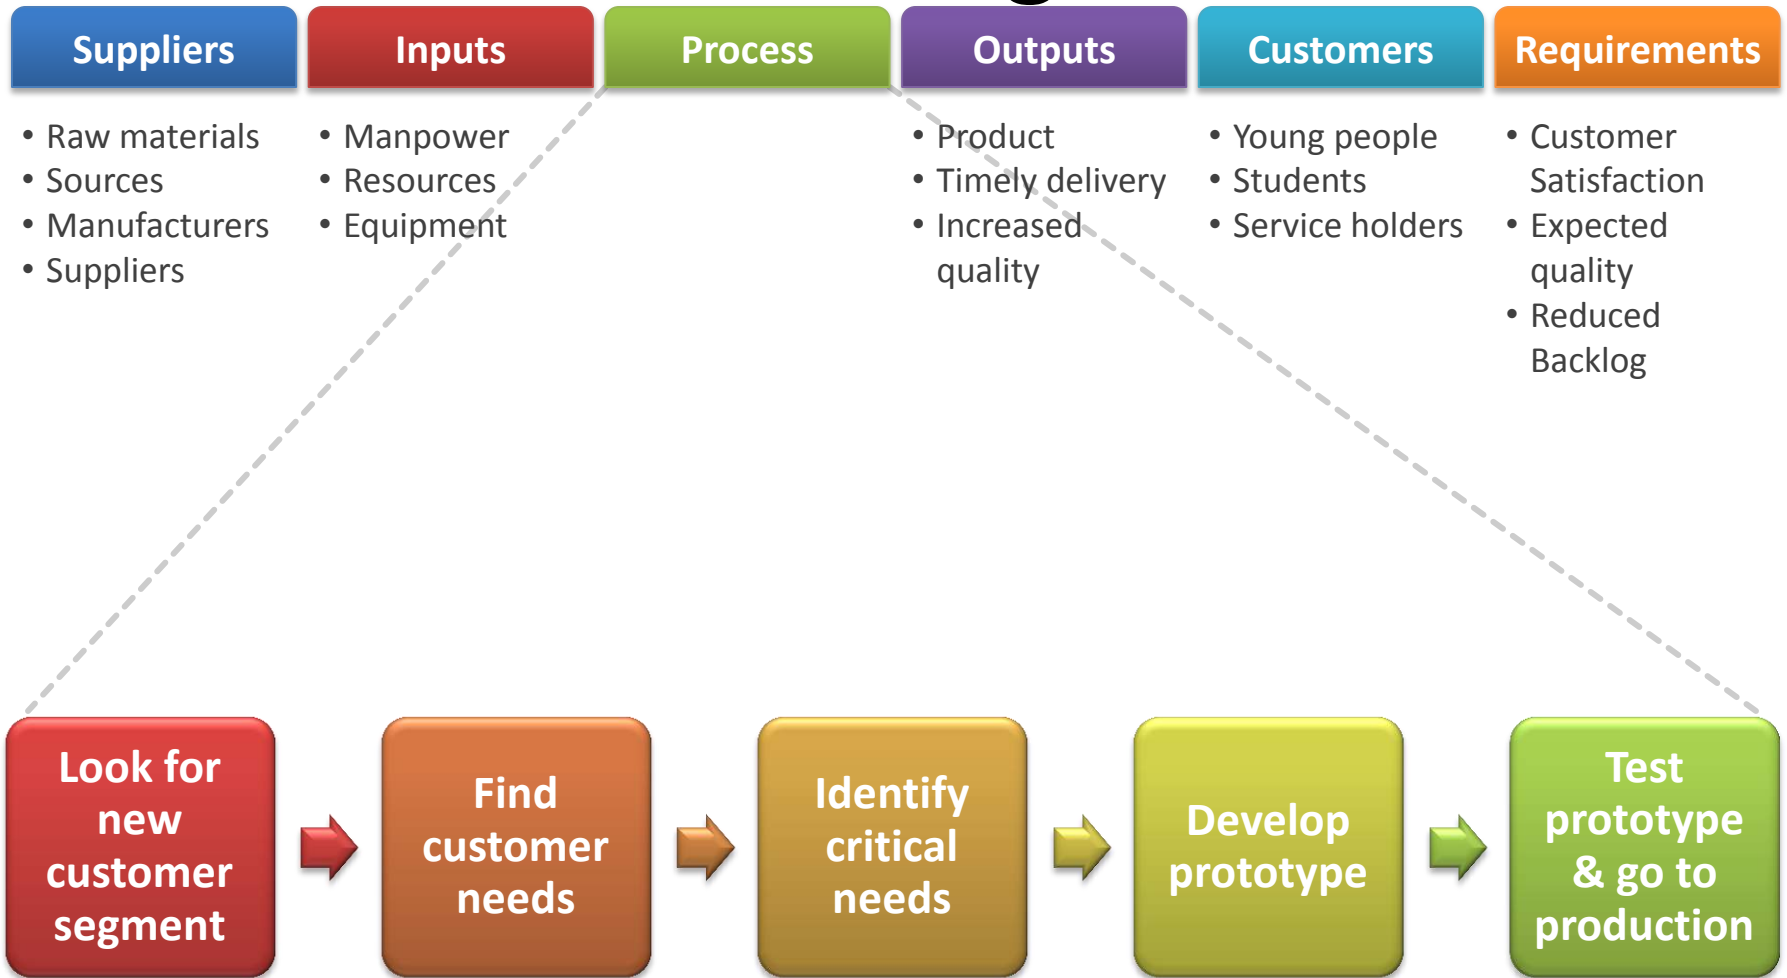 Suppliers
Inputs
Process
Outputs
Customers
Requirements
• Raw materials
• Sources
• Manufacturers
• Suppliers
• Manpower
• Resources
• Equipment
• Product
• Timely delivery
• Increased
quality
• Young people
• Students
• Service holders
• Customer
Satisfaction
• Expected
quality
• Reduced
Backlog
Look for
new
customer
segment
Find
customer
needs
Identify
critical
needs
Develop
prototype
Test
prototype
& go to
production